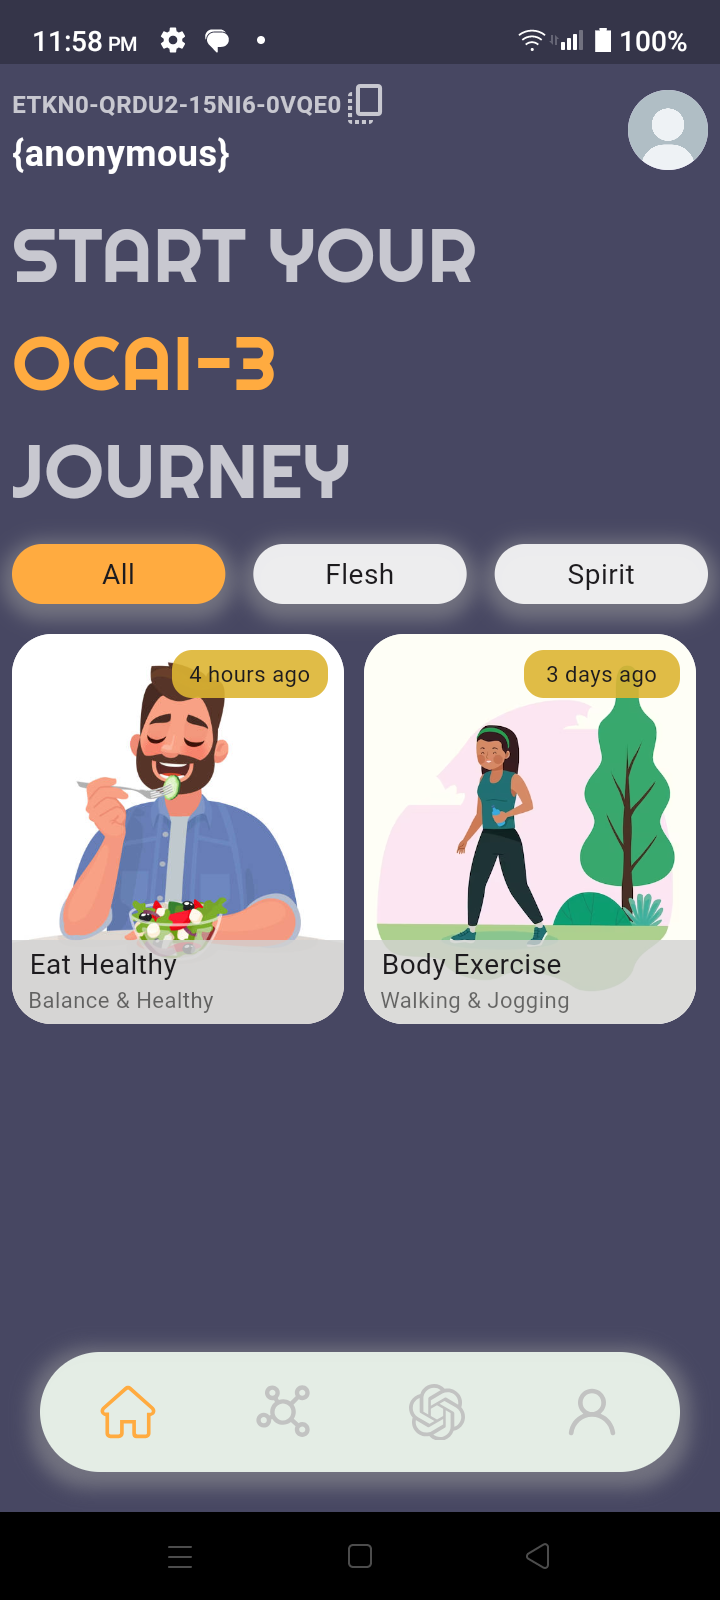 11:58 PM
100%
ETKN0-QRDU2-15NI6-0VQE0
{anonymous}
START YOUR
OCAI-3
JOURNEY
All
Flesh
Spirit
4 hours ago
3 days ago
Eat Healthy
Balance & Healthy
Body Exercise
Walking & Jogging